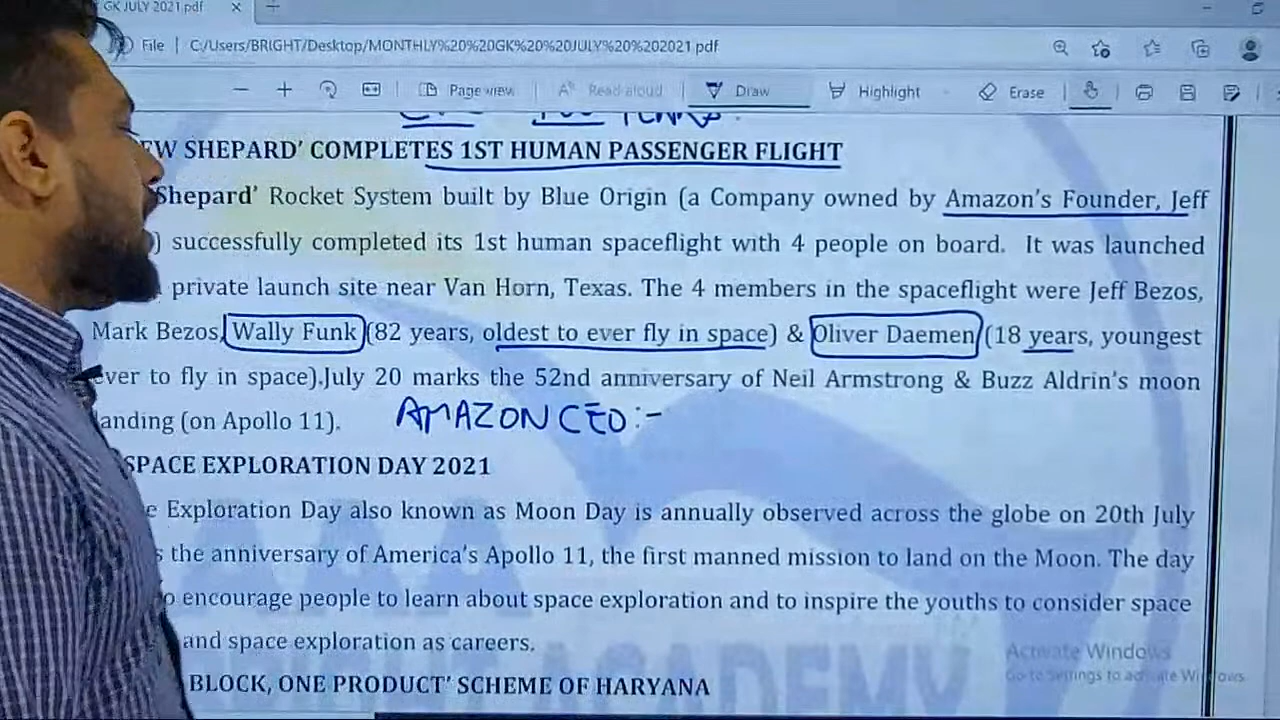 GK JULY 2021.pdf
File C:/Users/BRIGHT/Desktop/MONTHLY%20%20GK%20%20JULY%20%202021.pdf
Page view Read aloud Draw Highlight Erase
EW SHEPARD’ COMPLETES 1ST HUMAN PASSENGER FLIGHT
Shepard’ Rocket System built by Blue Origin (a Company owned by Amazon’s Founder, Jeff
) successfully completed its 1st human spaceflight with 4 people on board. It was launched
private launch site near Van Horn, Texas. The 4 members in the spaceflight were Jeff Bezos,
Mark Bezos, Wally Funk (82 years, oldest to ever fly in space) & Oliver Daemen (18 years, youngest
ever to fly in space).July 20 marks the 52nd anniversary of Neil Armstrong & Buzz Aldrin’s moon
anding (on Apollo 11). AMAZON CEO :-
SPACE EXPLORATION DAY 2021
e Exploration Day also known as Moon Day is annually observed across the globe on 20th July
s the anniversary of America’s Apollo 11, the first manned mission to land on the Moon. The day
o encourage people to learn about space exploration and to inspire the youths to consider space
and space exploration as careers.
Activate Windows
Go to Settings to activate Windows.
BLOCK, ONE PRODUCT’ SCHEME OF HARYANA
ACADEMY